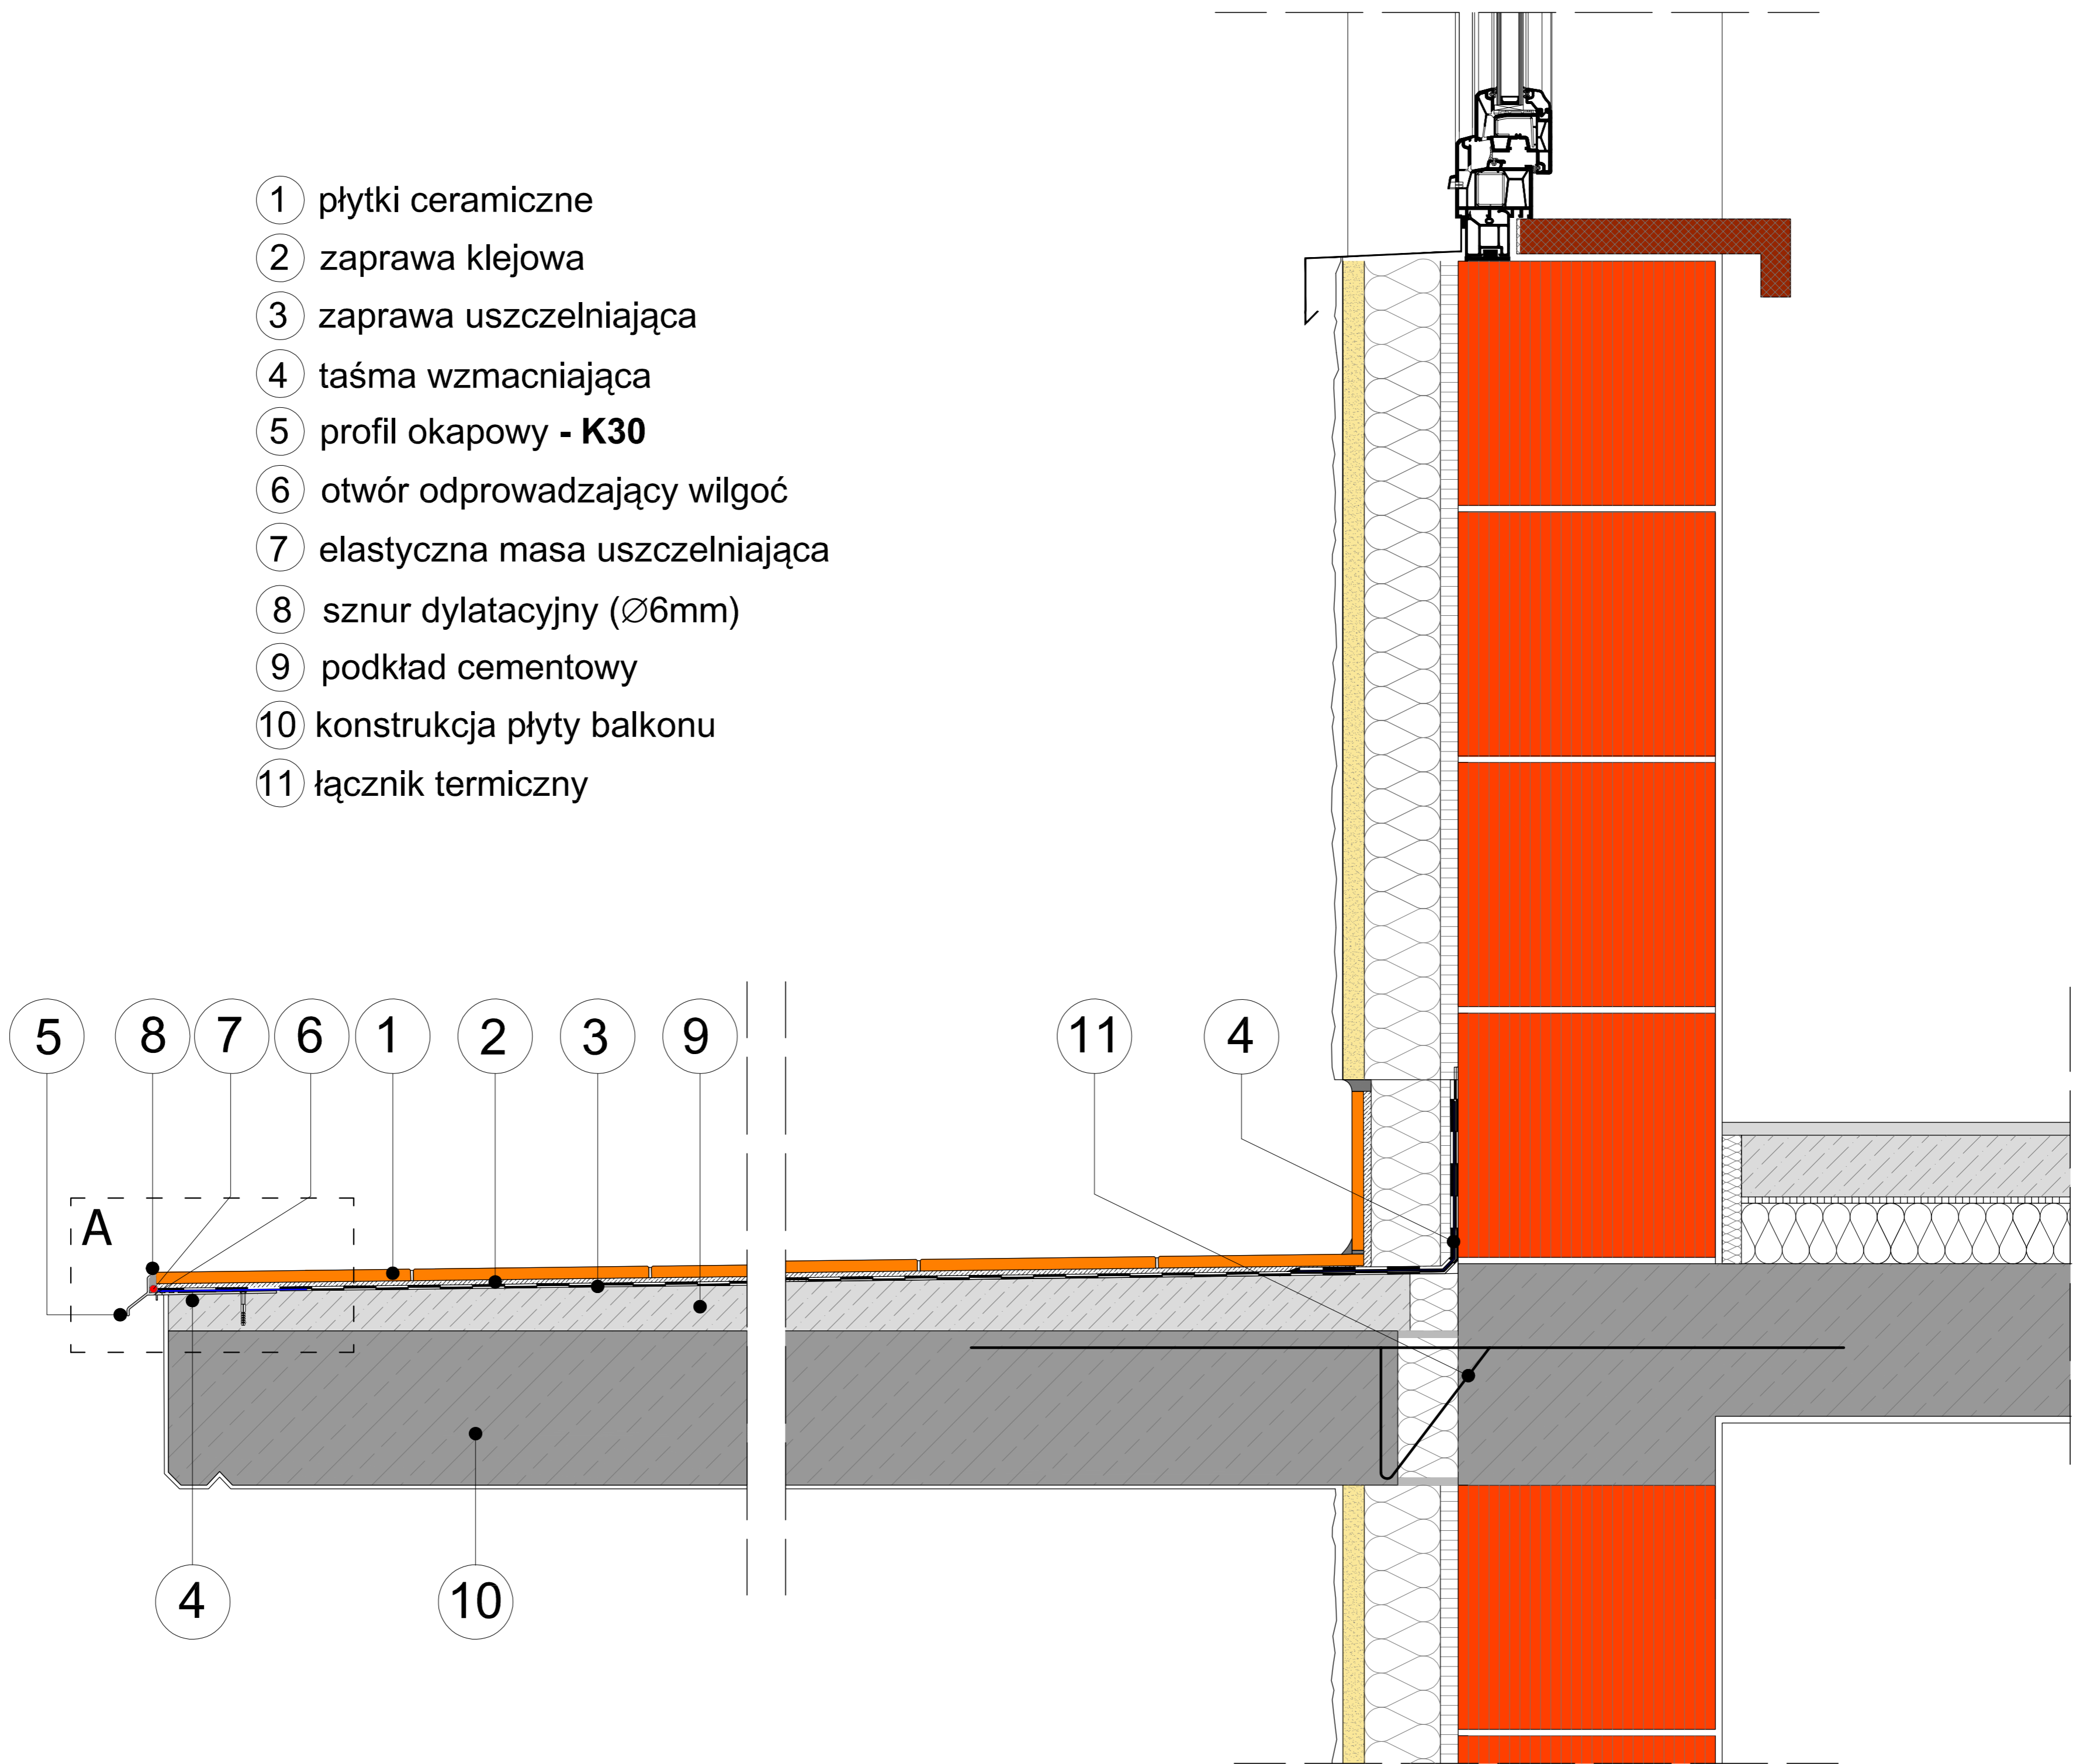 1 płytki ceramiczne
2 zaprawa klejowa
3 zaprawa uszczelniająca
4 taśma wzmacniająca
5 profil okapowy - K30
6 otwór odprowadzający wilgoć
7 elastyczna masa uszczelniająca
8 sznur dylatacyjny (∅6mm)
9 podkład cementowy
10 konstrukcja płyty balkonu
11 łącznik termiczny
5 8 7 6 1 2 3 9 11 4
A
4 10